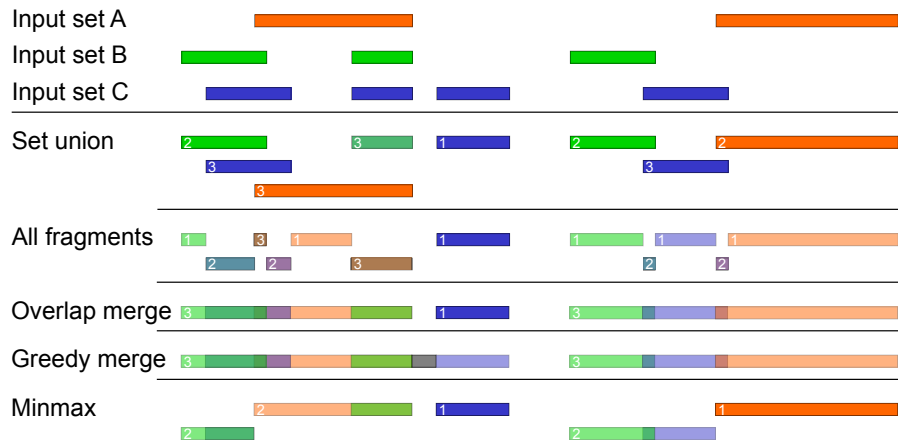 Input set A
Input set B
Input set C
Set union 2 3 1 2 2
3 3
3
All fragments 1 3 1 1 1 1 1
2 2 3 2 2
Overlap merge 3 1 3
Greedy merge 3 1 3
Minmax 2 1 1
2 2